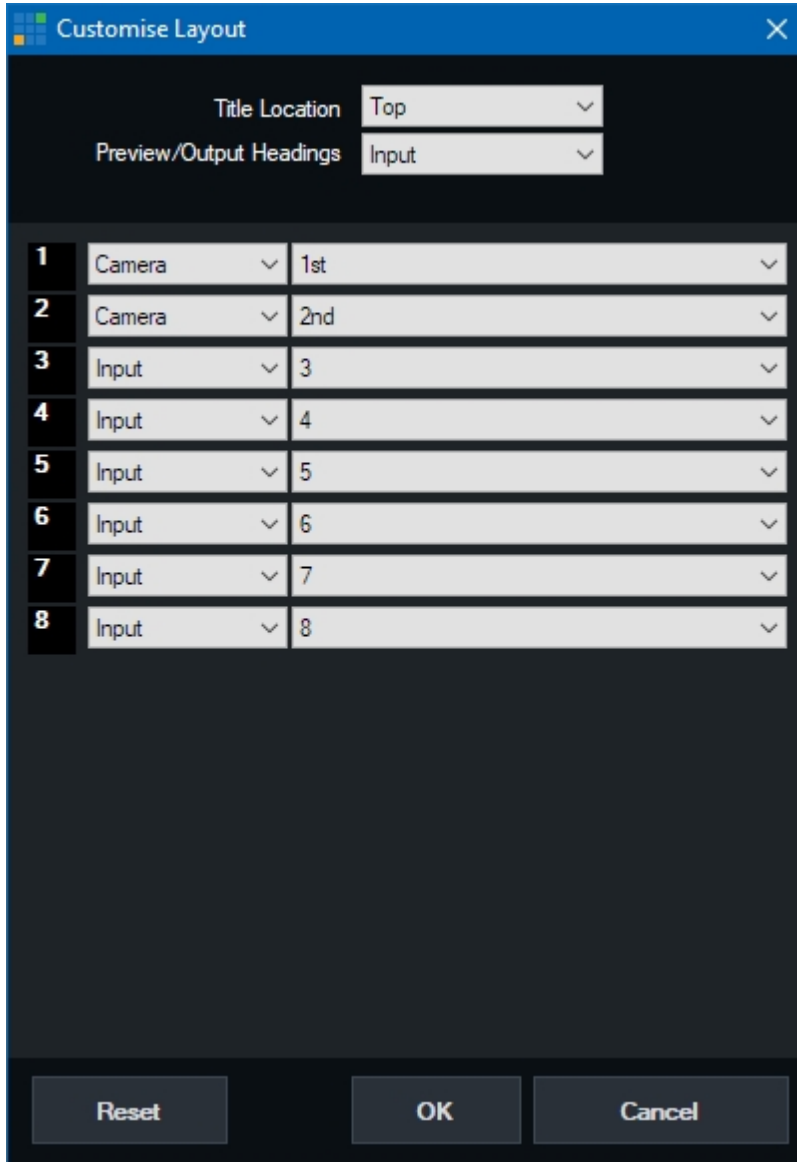 Customise Layout
Title Location Top
Preview/Output Headings Input
1 Camera 1st
2 Camera 2nd
3 Input 3
4 Input 4
5 Input 5
6 Input 6
7 Input 7
8 Input 8
Reset OK Cancel